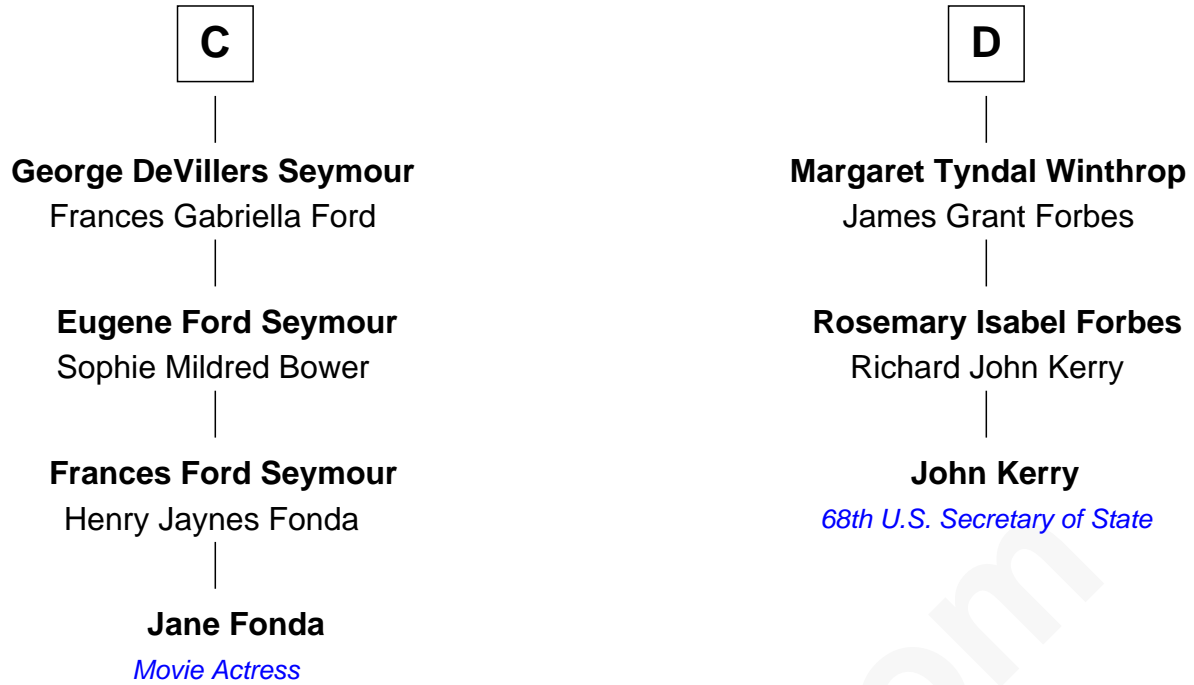 C
George DeVillers Seymour
Frances Gabriella Ford
Eugene Ford Seymour
Sophie Mildred Bower
Frances Ford Seymour
Henry Jaynes Fonda
Jane Fonda
Movie Actress
D
Margaret Tyndal Winthrop
James Grant Forbes
Rosemary Isabel Forbes
Richard John Kerry
John Kerry
68th U.S. Secretary of State
om